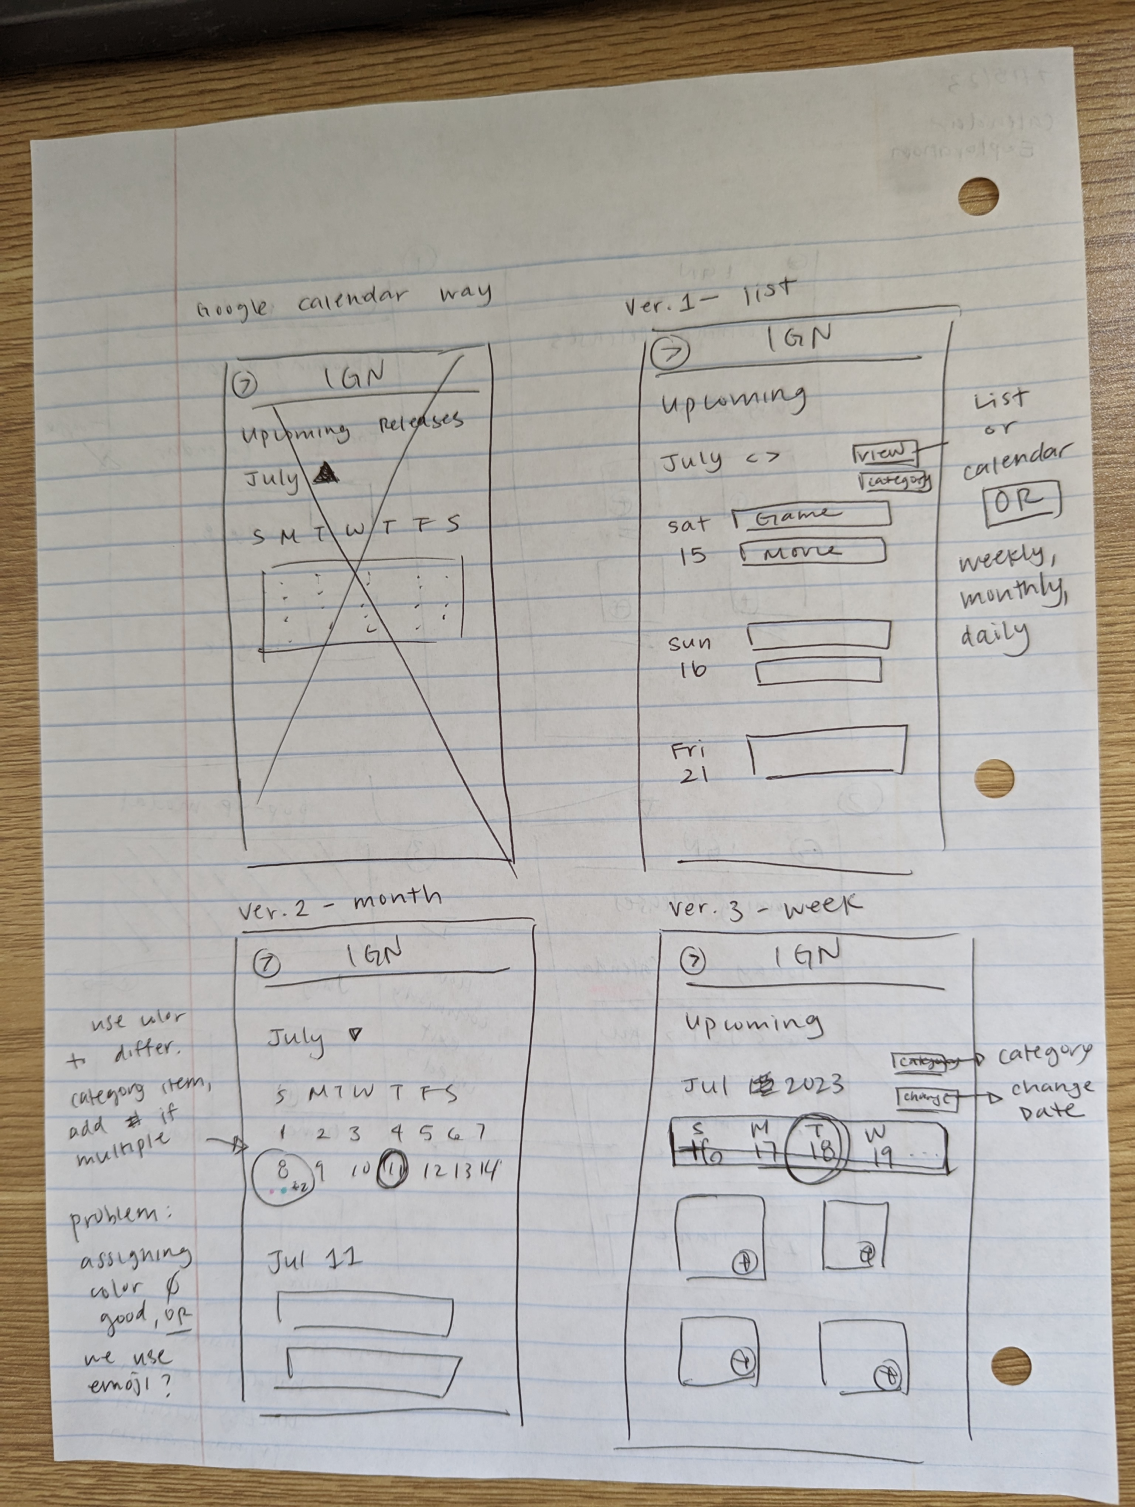 Google calendar way
IGN
Upcoming Releases
July
S M T W T F S
Ver. 1 - list
IGN
Upcoming
July < >
view
category
sat
15
Game
Movie
sun
16
Fri
21
List
or
calendar
OR
weekly,
monthly,
daily
Ver. 2 - month
IGN
July
S M T W T F S
1 2 3 4 5 6 7
8 9 10 11 12 13 14
+2
Jul 11
use color
to differ.
category item,
add # if
multiple
problem:
assigning
color ∅
good, OR
we use
emoji?
Ver. 3 - week
IGN
Upcoming
Jul 2023
category
category
change
change
Date
S M T W
16 17 18 19 ...